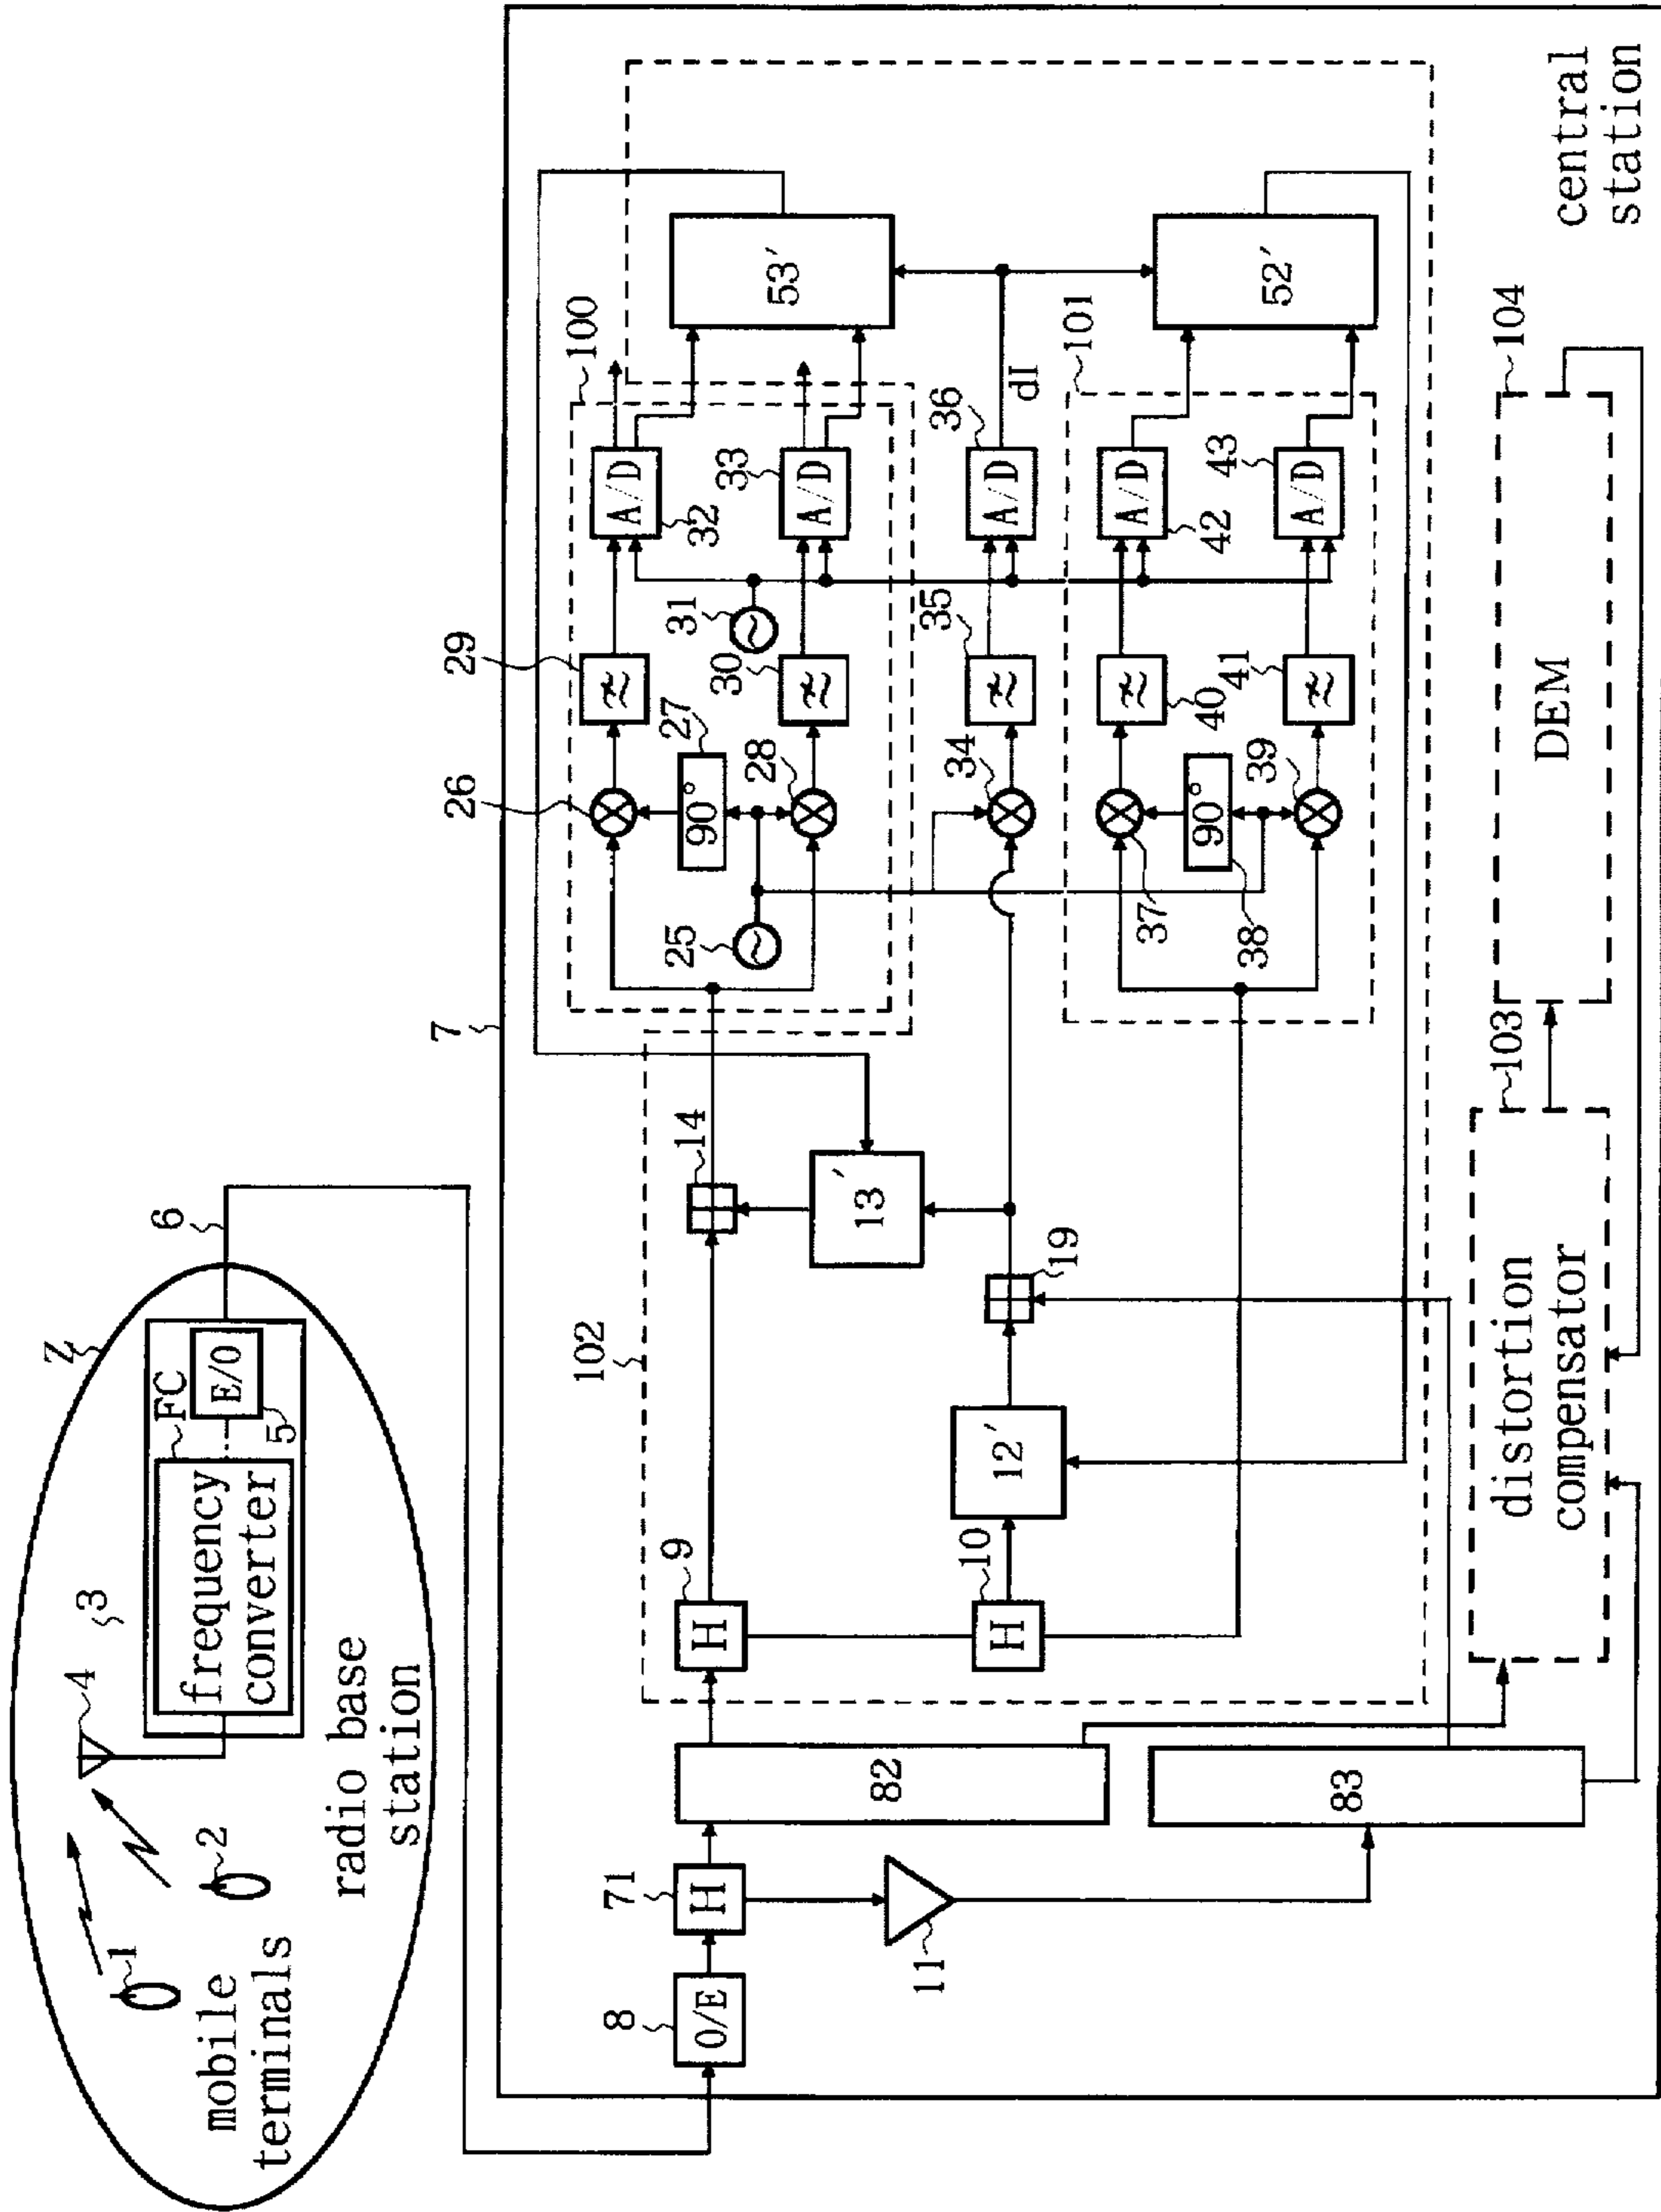 Z
3
4
FC
frequency
converter
E/O
5
6
1
2
mobile
terminals
radio base
station
7
8
O/E
71
H
11
82
83
102
9
H
10
H
12′
19
13′
14
100
25
26
90°
27
28
29
30
31
A/D
32
A/D
33
34
35
A/D
36
dI
101
37
90°
38
39
40
41
A/D
42
A/D
43
53′
52′
103
distortion
compensator
104
DEM
central
station